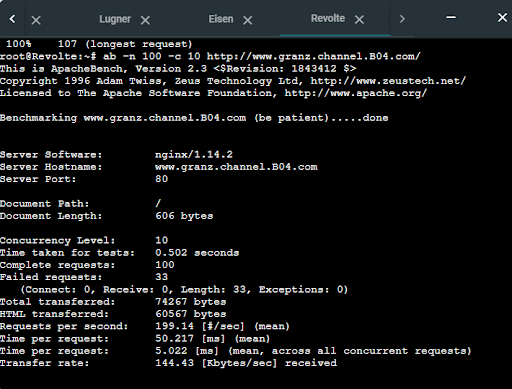 Lugner Eisen Revolte
100% 107 (longest request)
root@Revolte:~# ab -n 100 -c 10 http://www.granz.channel.B04.com/
This is ApacheBench, Version 2.3 <$Revision: 1843412 $>
Copyright 1996 Adam Twiss, Zeus Technology Ltd, http://www.zeustech.net/
Licensed to The Apache Software Foundation, http://www.apache.org/
Benchmarking www.granz.channel.B04.com (be patient).....done
Server Software: nginx/1.14.2
Server Hostname: www.granz.channel.B04.com
Server Port: 80
Document Path: /
Document Length: 606 bytes
Concurrency Level: 10
Time taken for tests: 0.502 seconds
Complete requests: 100
Failed requests: 33
(Connect: 0, Receive: 0, Length: 33, Exceptions: 0)
Total transferred: 74267 bytes
HTML transferred: 60567 bytes
Requests per second: 199.14 [#/sec] (mean)
Time per request: 50.217 [ms] (mean)
Time per request: 5.022 [ms] (mean, across all concurrent requests)
Transfer rate: 144.43 [Kbytes/sec] received